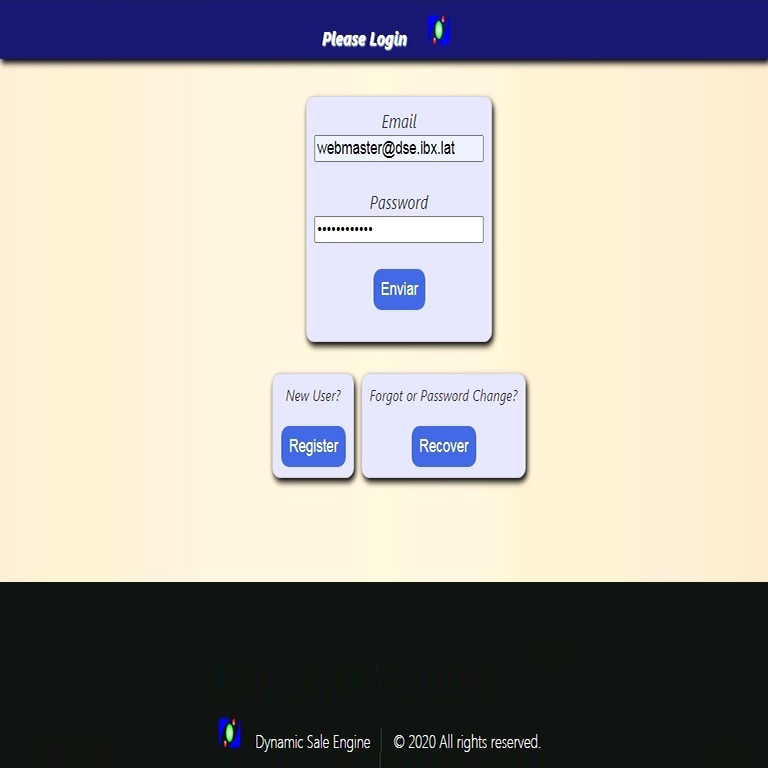 Please Login
Email
webmaster@dse.ibx.lat
Password
••••••••••••
Enviar
New User?
Forgot or Password Change?
Register
Recover
Dynamic Sale Engine
© 2020 All rights reserved.